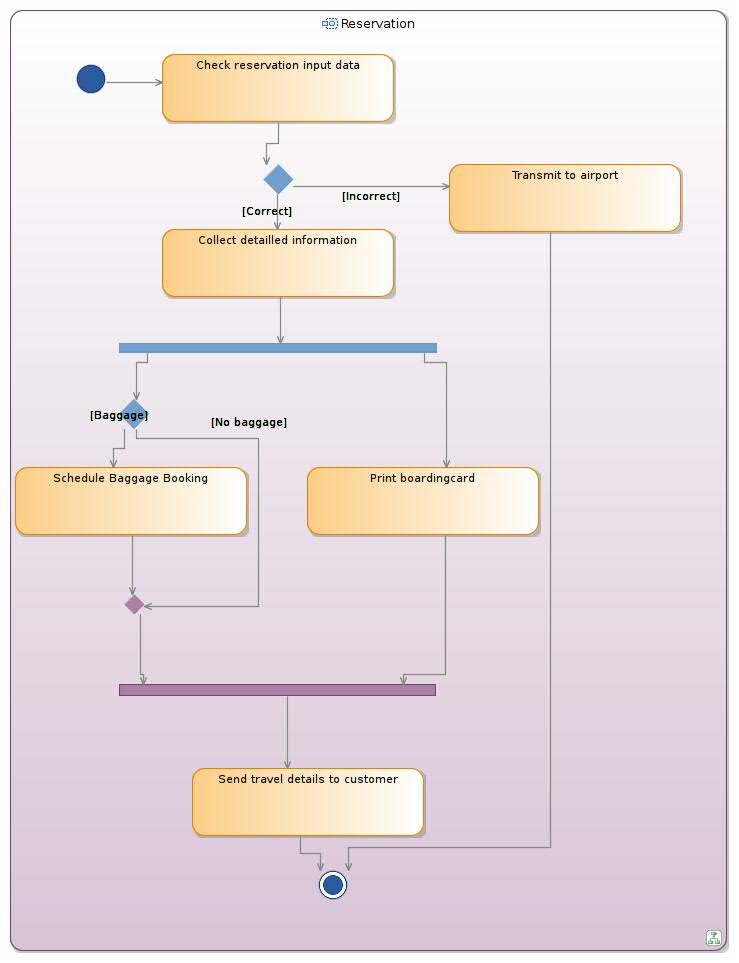 Reservation
Check reservation input data
Transmit to airport
[Incorrect]
[Correct]
Collect detailled information
[Baggage]
[No baggage]
Schedule Baggage Booking
Print boardingcard
Send travel details to customer